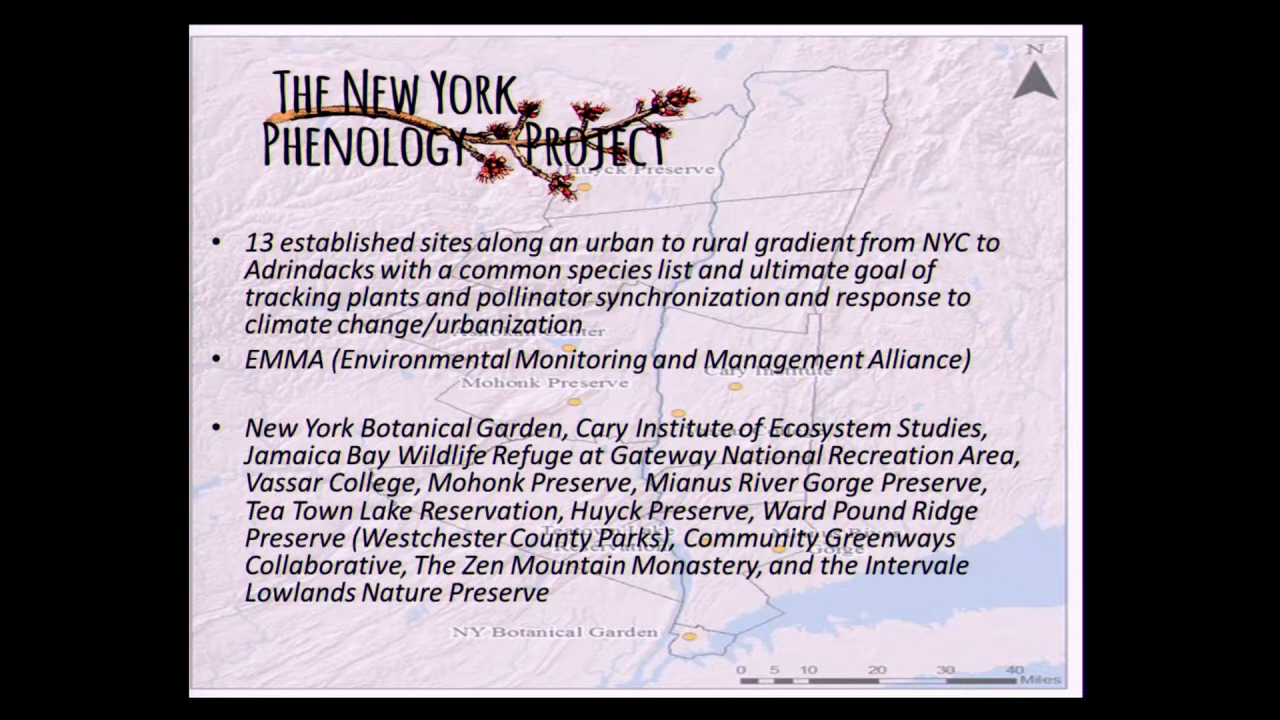 THE NEW YORK
PHENOLOGY PROJECT
N
Huyck Preserve
• 13 established sites along an urban to rural gradient from NYC to
Adrindacks with a common species list and ultimate goal of
tracking plants and pollinator synchronization and response to
climate change/urbanization
Center
• EMMA (Environmental Monitoring and Management Alliance)
Cary Institute
Mohonk Preserve
• New York Botanical Garden, Cary Institute of Ecosystem Studies,
Jamaica Bay Wildlife Refuge at Gateway National Recreation Area,
Vassar College, Mohonk Preserve, Mianus River Gorge Preserve,
Tea Town Lake Reservation, Huyck Preserve, Ward Pound Ridge
Teatown Lake
Preserve (Westchester County Parks), Community Greenways
Reservation
Gorge
Collaborative, The Zen Mountain Monastery, and the Intervale
Lowlands Nature Preserve
NY Botanical Garden
0 5 10 20 30 40
Miles